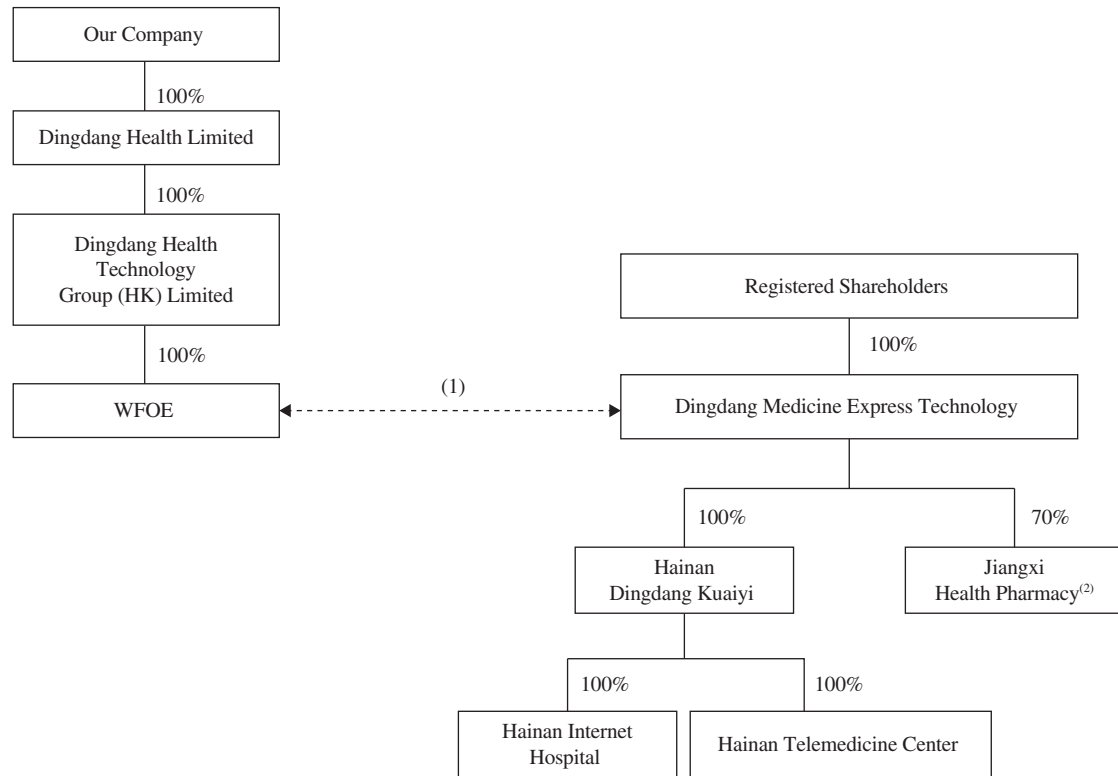 Our Company
100%
Dingdang Health Limited
100%
Dingdang Health
Technology
Group (HK) Limited
100%
WFOE
(1)
Registered Shareholders
100%
Dingdang Medicine Express Technology
100%
70%
Hainan
Dingdang Kuaiyi
Jiangxi
Health Pharmacy(2)
100%
100%
Hainan Internet
Hospital
Hainan Telemedicine Center